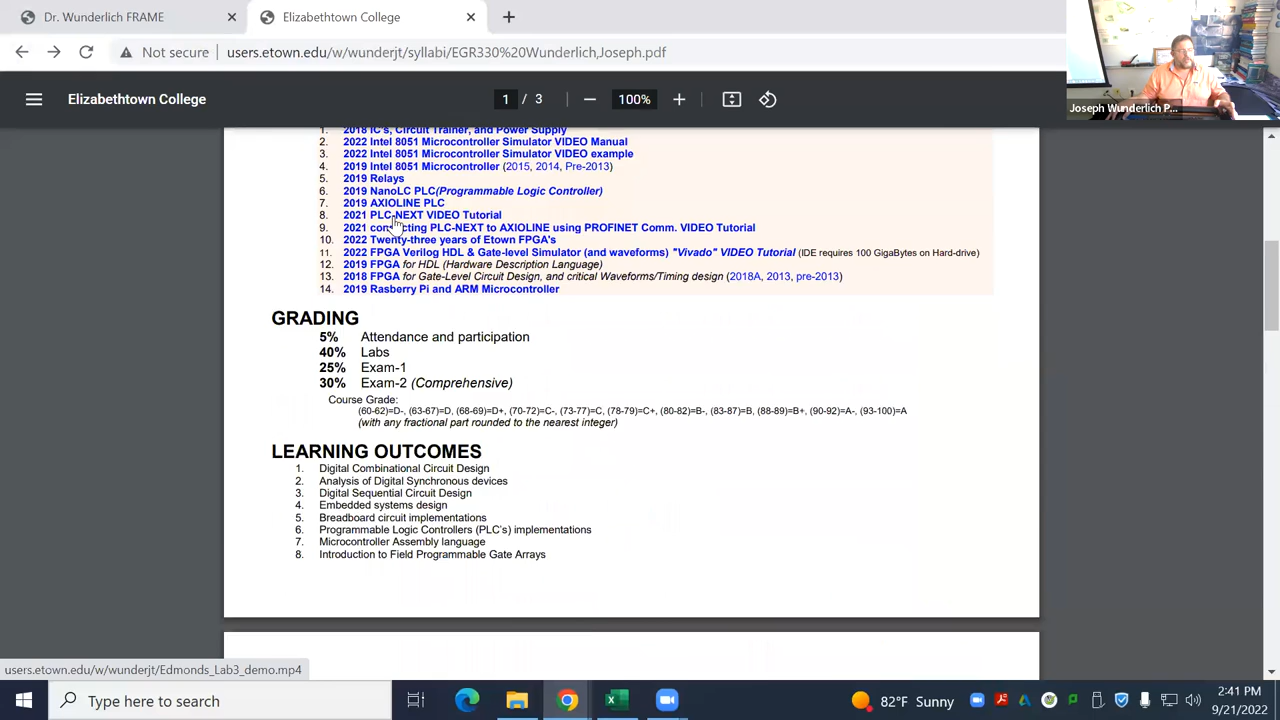 Dr. Wunderlich FRAME
Elizabethtown College
Not secure
users.etown.edu/w/wunderjt/syllabi/EGR330%20Wunderlich,Joseph.pdf
Joseph Wunderlich P...
Elizabethtown College
1 / 3
100%
1. 2018 IC's, Circuit Trainer, and Power Supply
2. 2022 Intel 8051 Microcontroller Simulator VIDEO Manual
3. 2022 Intel 8051 Microcontroller Simulator VIDEO example
4. 2019 Intel 8051 Microcontroller (2015, 2014, Pre-2013)
5. 2019 Relays
6. 2019 NanoLC PLC(Programmable Logic Controller)
7. 2019 AXIOLINE PLC
8. 2021 PLC-NEXT VIDEO Tutorial
9. 2021 connecting PLC-NEXT to AXIOLINE using PROFINET Comm. VIDEO Tutorial
10. 2022 Twenty-three years of Etown FPGA's
11. 2022 FPGA Verilog HDL & Gate-level Simulator (and waveforms) "Vivado" VIDEO Tutorial (IDE requires 100 GigaBytes on Hard-drive)
12. 2019 FPGA for HDL (Hardware Description Language)
13. 2018 FPGA for Gate-Level Circuit Design, and critical Waveforms/Timing design (2018A, 2013, pre-2013)
14. 2019 Rasberry Pi and ARM Microcontroller
GRADING
5% Attendance and participation
40% Labs
25% Exam-1
30% Exam-2 (Comprehensive)
Course Grade:
(60-62)=D-, (63-67)=D, (68-69)=D+, (70-72)=C-, (73-77)=C, (78-79)=C+, (80-82)=B-, (83-87)=B, (88-89)=B+, (90-92)=A-, (93-100)=A
(with any fractional part rounded to the nearest integer)
LEARNING OUTCOMES
1. Digital Combinational Circuit Design
2. Analysis of Digital Synchronous devices
3. Digital Sequential Circuit Design
4. Embedded systems design
5. Breadboard circuit implementations
6. Programmable Logic Controllers (PLC's) implementations
7. Microcontroller Assembly language
8. Introduction to Field Programmable Gate Arrays
users.etown.edu/w/wunderjt/Edmonds_Lab3_demo.mp4
Type here to search
82°F Sunny
2:41 PM
9/21/2022